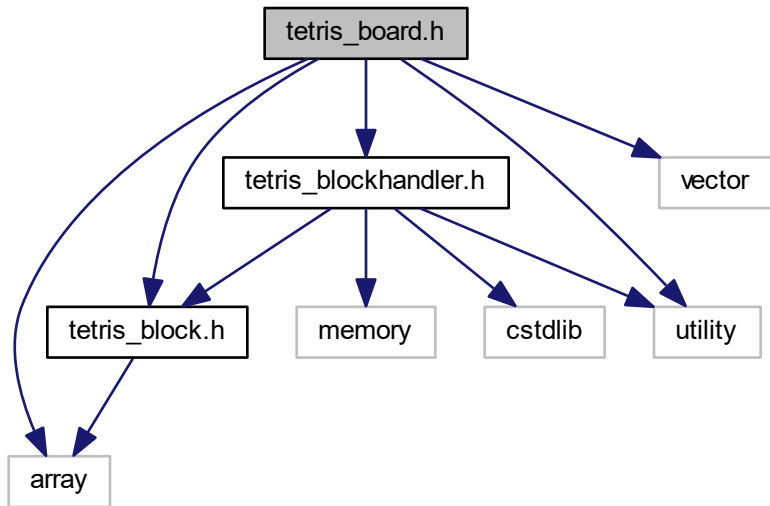 tetris_board.h
tetris_blockhandler.h
vector
tetris_block.h
memory
cstdlib
utility
array